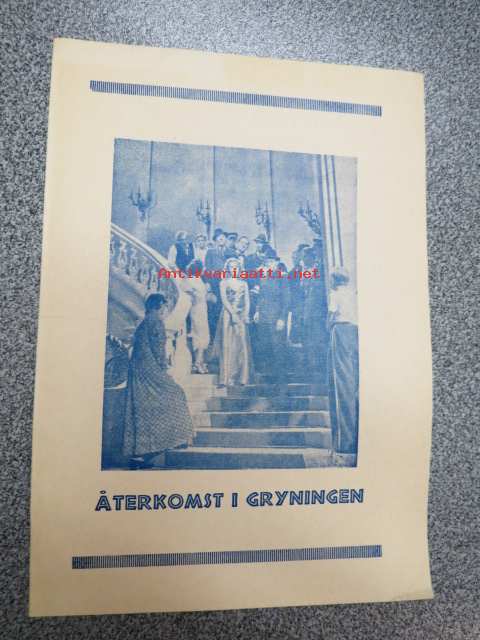 Antikvariaatti.net
ÅTERKOMST I GRYNINGEN